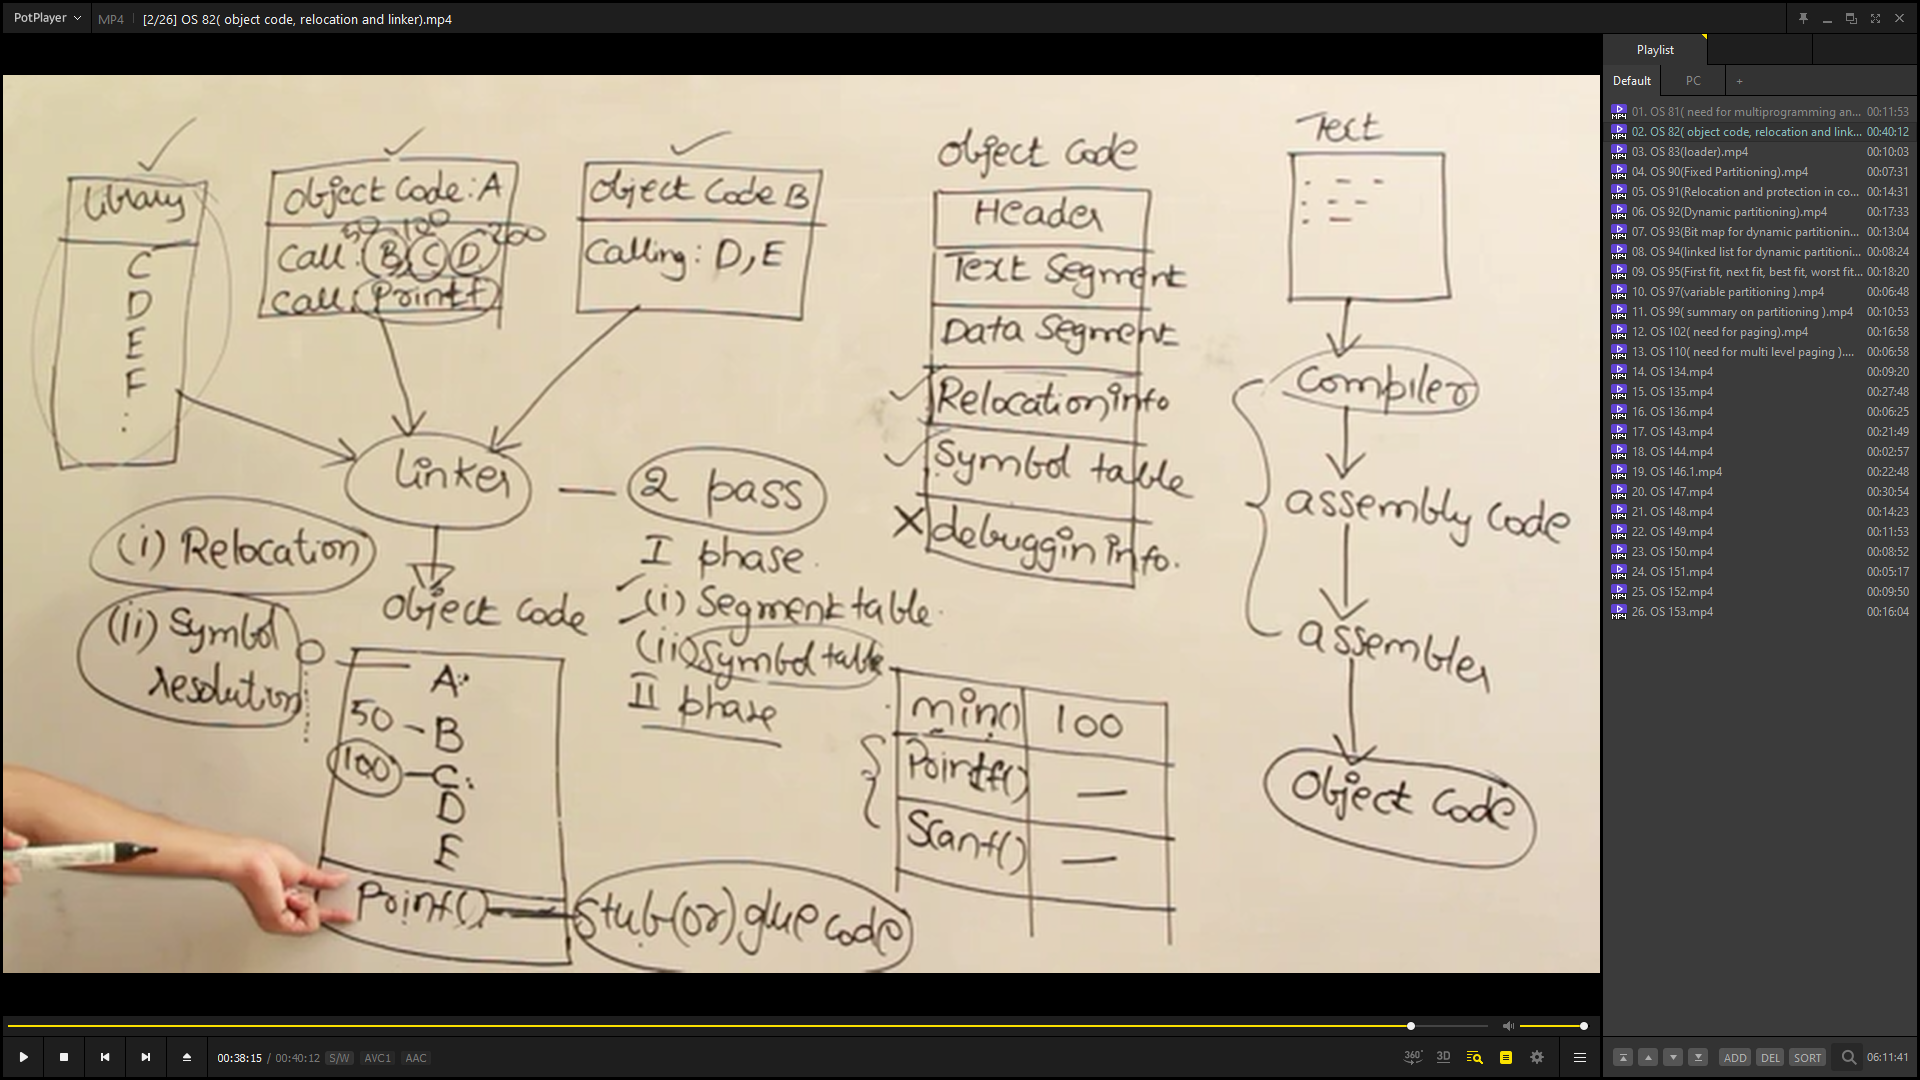 PotPlayer
MP4
[2/26] OS 82( object code, relocation and linker).mp4
Playlist
Default
PC
+
01. OS 81( need for multiprogramming an... 00:11:53
02. OS 82( object code, relocation and link... 00:40:12
03. OS 83(loader).mp4 00:10:03
04. OS 90(Fixed Partitioning).mp4 00:07:31
05. OS 91(Relocation and protection in co... 00:14:31
06. OS 92(Dynamic partitioning).mp4 00:17:33
07. OS 93(Bit map for dynamic partitionin... 00:13:04
08. OS 94(linked list for dynamic partitioni... 00:08:24
09. OS 95(First fit, next fit, best fit, worst fit... 00:18:20
10. OS 97(variable partitioning ).mp4 00:06:48
11. OS 99( summary on partitioning ).mp4 00:10:53
12. OS 102( need for paging).mp4 00:16:58
13. OS 110( need for multi level paging ).... 00:06:58
14. OS 134.mp4 00:09:20
15. OS 135.mp4 00:27:48
16. OS 136.mp4 00:06:25
17. OS 143.mp4 00:21:49
18. OS 144.mp4 00:02:57
19. OS 146.1.mp4 00:22:48
20. OS 147.mp4 00:30:54
21. OS 148.mp4 00:14:23
22. OS 149.mp4 00:11:53
23. OS 150.mp4 00:08:52
24. OS 151.mp4 00:05:17
25. OS 152.mp4 00:09:50
26. OS 153.mp4 00:16:04
Library
C
D
E
F
:
object code: A
50 100 200
call: B, C, D
call: Printf
object code B
calling: D, E
linker — 2 pass
(i) Relocation
(ii) Symbol
resolution
object code
0
A:
50 - B
100 - C:
D
E
Printf()
Stub (or) glue code
I phase.
(i) Segment table.
(ii) Symbol table
II phase
min() 100
Printf() —
Scanf() —
object code
Header
Text Segment
Data Segment
Relocation info
Symbol table
debuggin info.
Text
compiler
assembly code
assembler
object code
00:38:15 / 00:40:12 S/W AVC1 AAC
360°
3D
ADD DEL SORT
06:11:41